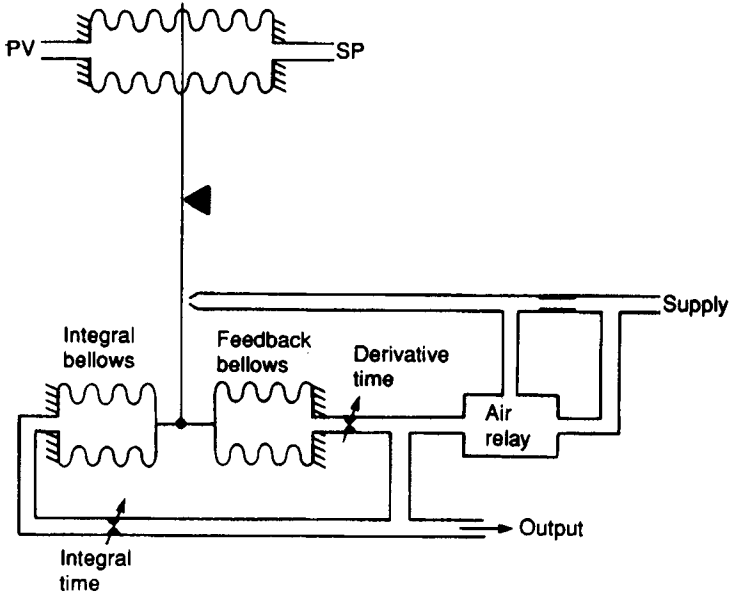 PV
SP
Supply
Integral
bellows
Feedback
bellows
Derivative
time
Air
relay
Output
Integral
time